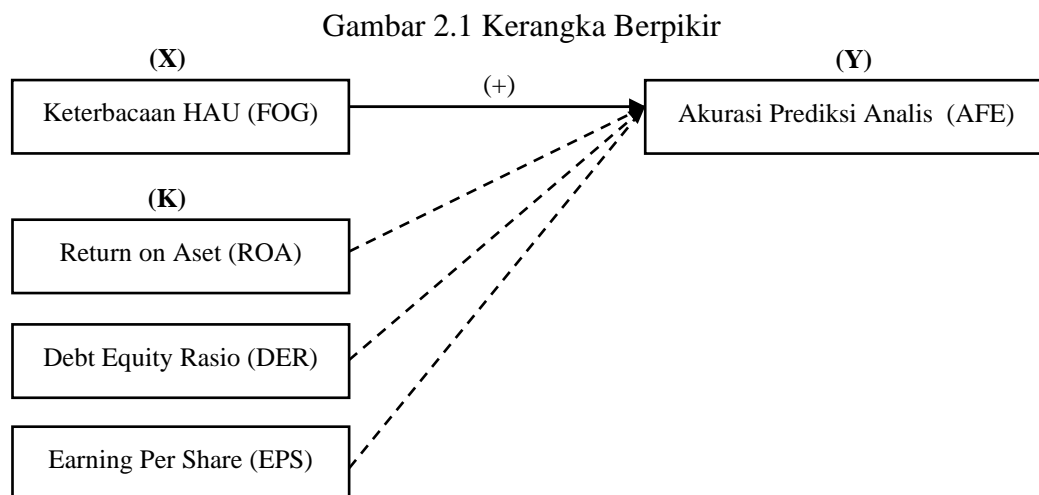 Gambar 2.1 Kerangka Berpikir
(X)
(Y)
Keterbacaan HAU (FOG)
(+)
Akurasi Prediksi Analis (AFE)
(K)
Return on Aset (ROA)
Debt Equity Rasio (DER)
Earning Per Share (EPS)